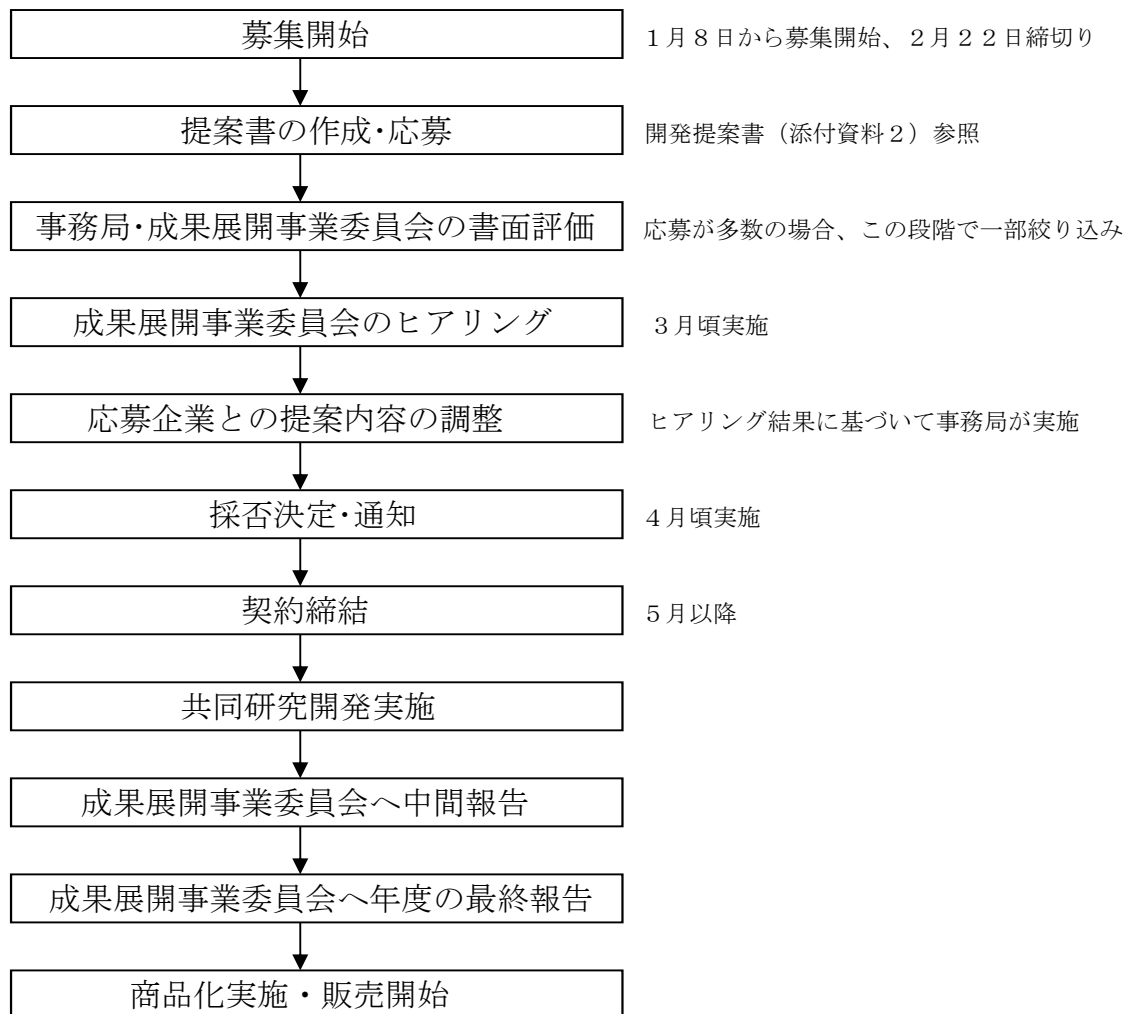 募集開始
１月８日から募集開始、２月２２日締切り
提案書の作成･応募
開発提案書（添付資料２）参照
事務局･成果展開事業委員会の書面評価
応募が多数の場合、この段階で一部絞り込み
成果展開事業委員会のヒアリング
３月頃実施
応募企業との提案内容の調整
ヒアリング結果に基づいて事務局が実施
採否決定･通知
４月頃実施
契約締結
５月以降
共同研究開発実施
成果展開事業委員会へ中間報告
成果展開事業委員会へ年度の最終報告
商品化実施・販売開始